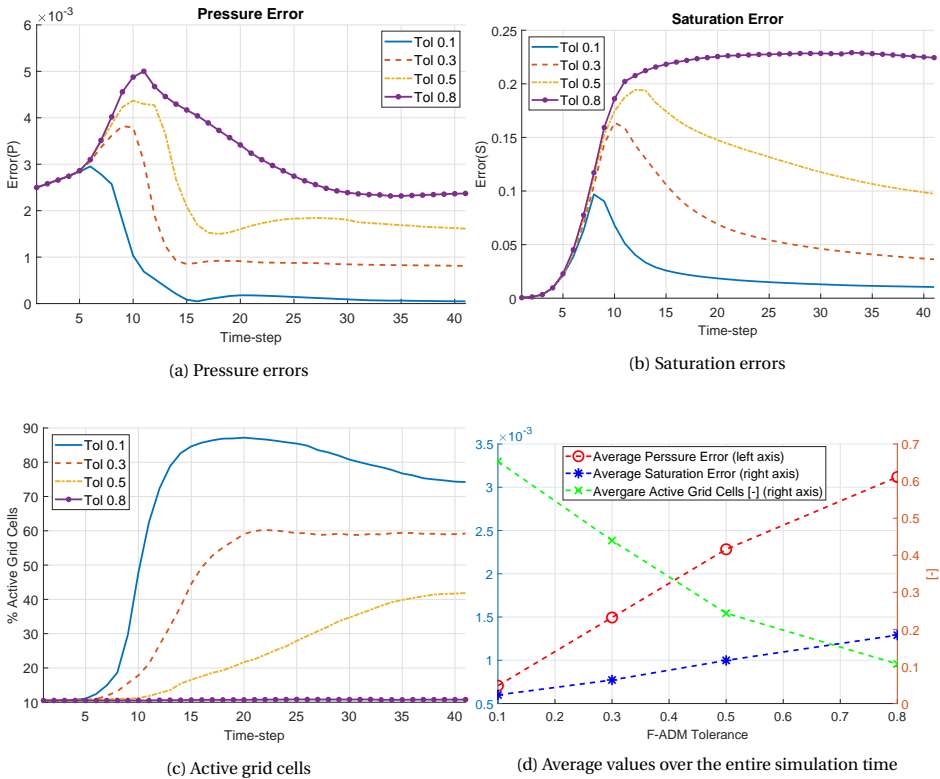 Pressure Error
×10⁻³
6
5
4
3
2
1
0
Error(P)
Tol 0.1
Tol 0.3
Tol 0.5
Tol 0.8
5 10 15 20 25 30 35 40
Time-step
(a) Pressure errors
Saturation Error
0.25
0.2
0.15
0.1
0.05
0
Error(S)
Tol 0.1
Tol 0.3
Tol 0.5
Tol 0.8
5 10 15 20 25 30 35 40
Time-step
(b) Saturation errors
90
80
70
60
50
40
30
20
10
% Active Grid Cells
Tol 0.1
Tol 0.3
Tol 0.5
Tol 0.8
5 10 15 20 25 30 35 40
Time-step
(c) Active grid cells
×10⁻³
3.5
3
2.5
2
1.5
1
0.5
Average Perssure Error (left axis)
Average Saturation Error (right axis)
Avergare Active Grid Cells [-] (right axis)
0.7
0.6
0.5
0.4
0.3
0.2
0.1
0
[-]
0.1 0.2 0.3 0.4 0.5 0.6 0.7 0.8
F-ADM Tolerance
(d) Average values over the entire simulation time